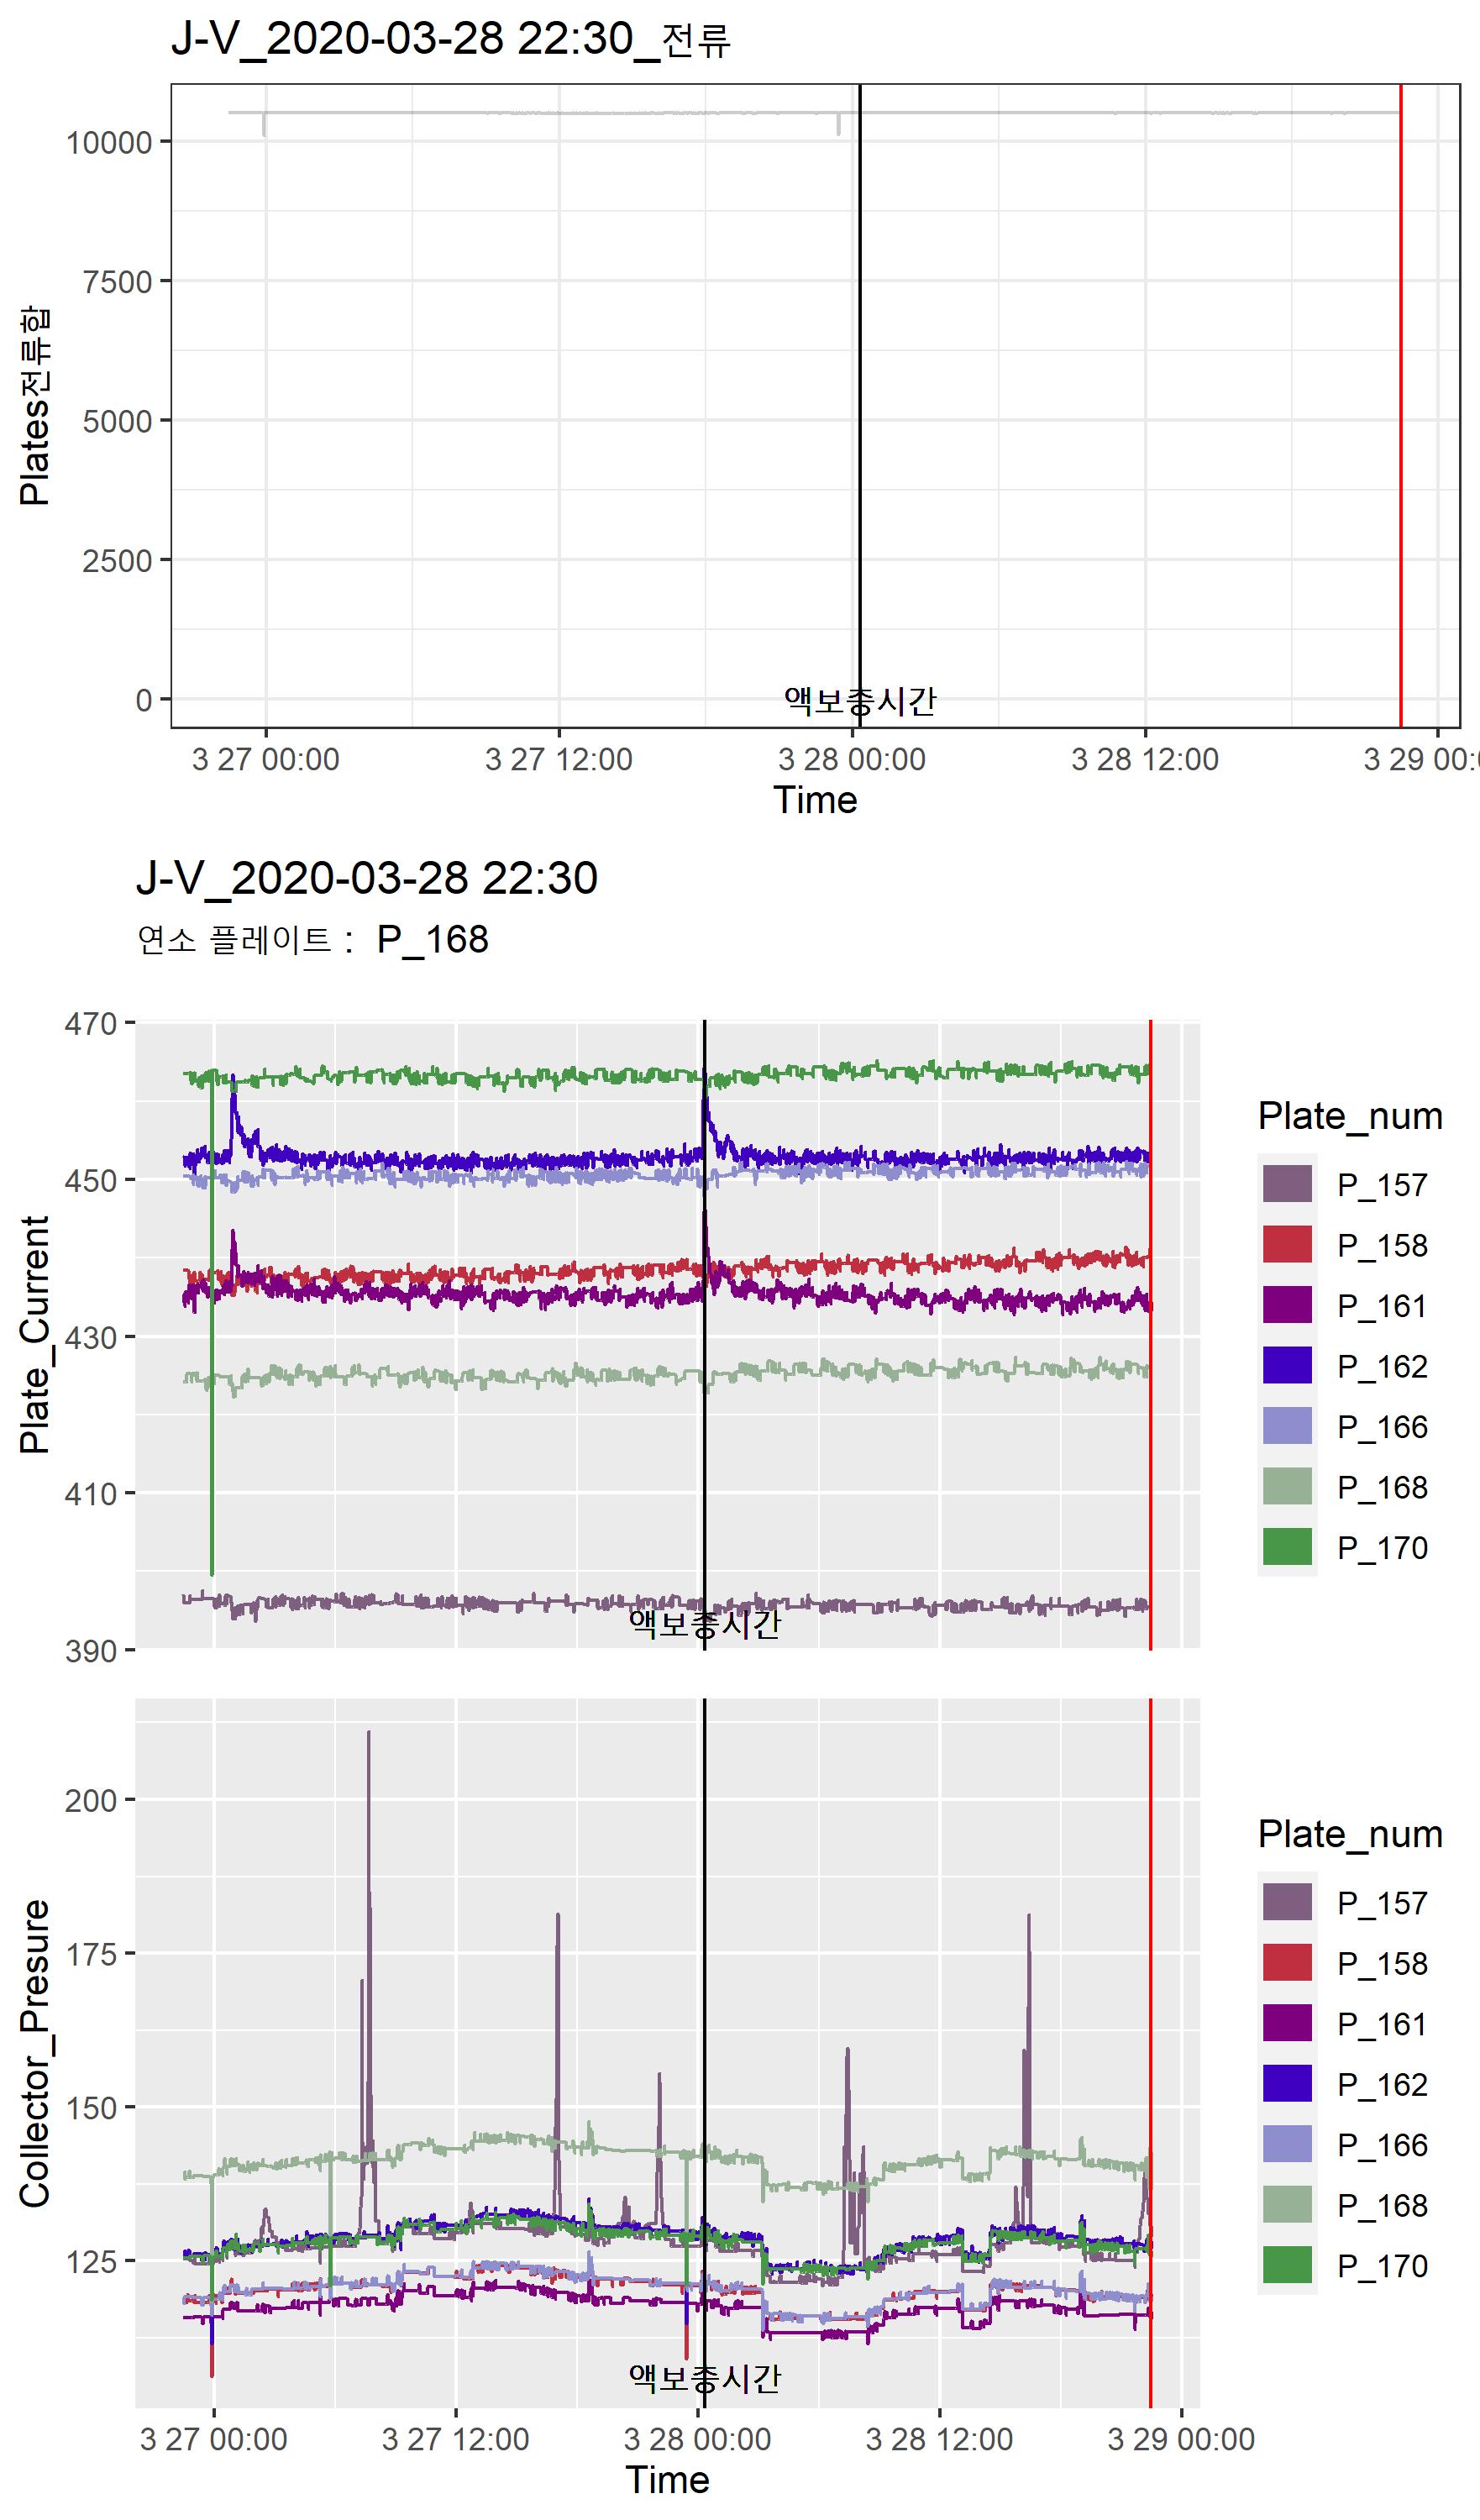 J-V_2020-03-28 22:30_전류
Plates전류합
10000
7500
5000
2500
0
액보충시간
3 27 00:00
3 27 12:00
3 28 00:00
3 28 12:00
3 29 00:0
Time
J-V_2020-03-28 22:30
연소 플레이트 : P_168
Plate_Current
470
450
430
410
390
액보충시간
Plate_num
P_157
P_158
P_161
P_162
P_166
P_168
P_170
Collector_Presure
200
175
150
125
액보충시간
3 27 00:00
3 27 12:00
3 28 00:00
3 28 12:00
3 29 00:00
Time
Plate_num
P_157
P_158
P_161
P_162
P_166
P_168
P_170